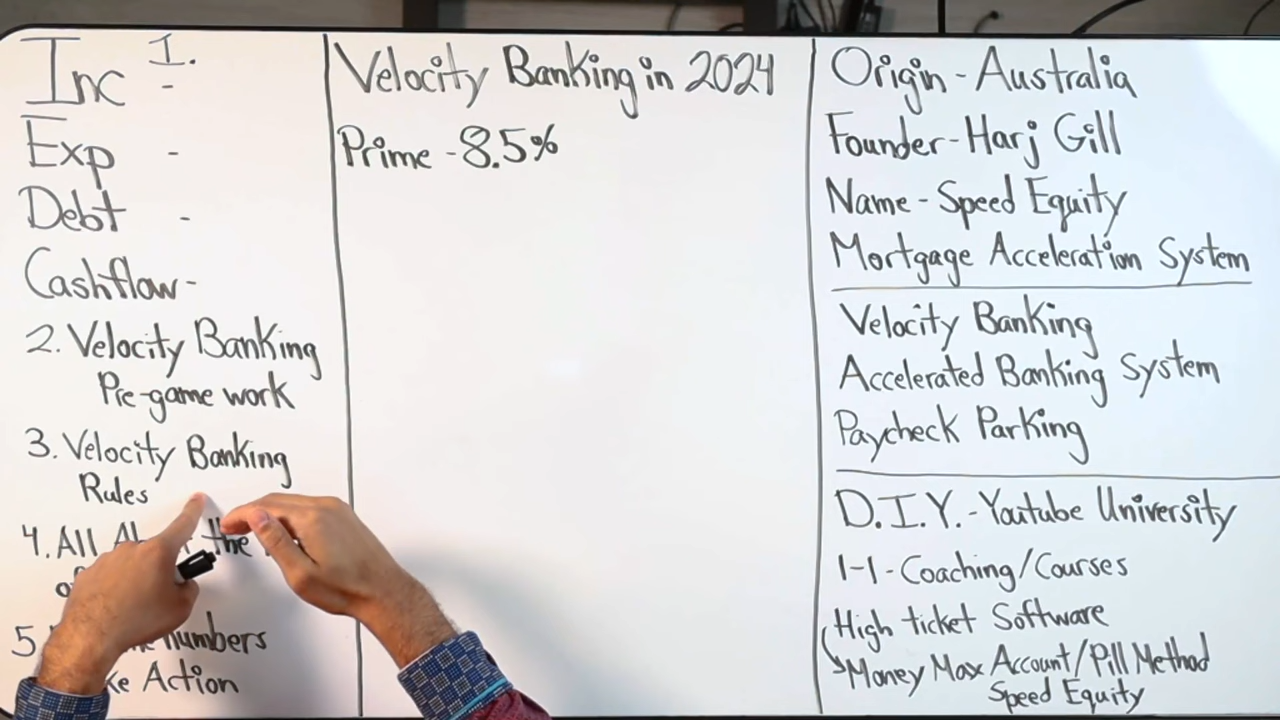 Inc 1. -
Exp -
Debt -
Cashflow -
2. Velocity Banking
Pre-game work
3. Velocity Banking
Rules
4. All the
5.
numbers
Action
Velocity Banking in 2024
Prime - 8.5%
Origin - Australia
Founder - Harj Gill
Name - Speed Equity
Mortgage Acceleration System
Velocity Banking
Accelerated Banking System
Paycheck Parking
D.I.Y. - Youtube University
1-1 - Coaching/Courses
High ticket Software
Money Max Account/Pill Method
Speed Equity